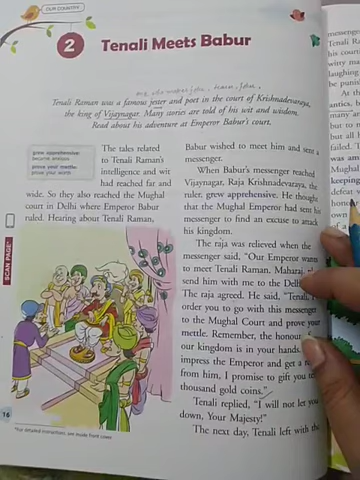 OUR COUNTRY
2
Tenali Meets Babur
Tenali Raman was a famous jester and poet in the court of Krishnadevaraya,
the king of Vijaynagar. Many stories are told of his wit and wisdom.
Read about his adventure at Emperor Babur's court.
grew apprehensive
became anxious
prove your mettle
prove your worth
The tales related
to Tenali Raman's
intelligence and wit
had reached far and
wide. So they also reached the Mughal
court in Delhi where Emperor Babur
ruled. Hearing about Tenali Raman,
SCAN PAGE*
16
*Our detailed instructions, see inside front cover.
Babur wanted to meet him and sent a
messenger.
When Babur's messenger reached
Vijaynagar, Raja Krishnadevaraya, the
ruler, grew apprehensive. He thought
that the Mughal Emperor had sent his
messenger to find an excuse to attack
his kingdom.
The raja was relieved when the
messenger said, "Our Emperor wants
to meet Tenali Raman, Maharaj,
send him with me to the Delhi
The raja agreed. He said, "Tenali, I
order you to go with this messenger
to the Mughal Court and prove your
mettle. Remember, the honour of
our kingdom is in your hands.
impress the Emperor and get a
from him, I promise to gift you
thousand gold coins."
Tenali replied, "I will not let you
down, Your Majesty!"
The next day, Tenali left with the
messenger
Tenali
his court
witty
laughing
be
At
many
but
but all
failed.
was
Mughal
keeping
defeat
own